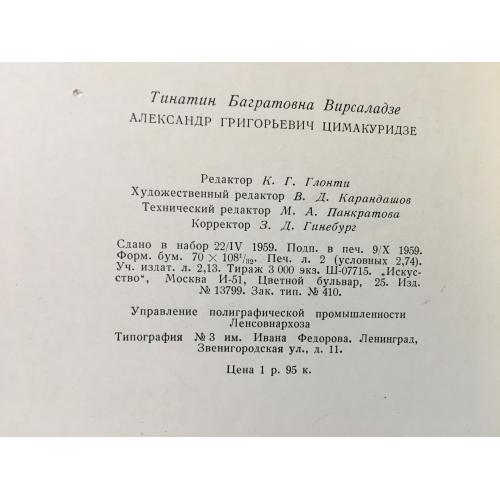 Тинатин Багратовна Вирсаладзе
АЛЕКСАНДР ГРИГОРЬЕВИЧ ЦИМАКУРИДЗЕ
Редактор К. Г. Глонти
Художественный редактор В. Д. Карандашов
Технический редактор М. А. Панкратова
Корректор З. Д. Гинебург
Сдано в набор 22/IV 1959. Подп. в печ. 9/X 1959.
Форм. бум. 70 × 108¹/₃₂. Печ. л. 2 (условных 2,74).
Уч. издат. л. 2,13. Тираж 3 000 экз. Ш-00715. „Искус-
ство“, Москва И-51, Цветной бульвар, 25. Изд.
№ 13799. Зак. тип. № 410.
Управление полиграфической промышленности
Ленсовнархоза
Типография № 3 им. Ивана Федорова, Ленинград,
Звенигородская ул., д. 11.
Цена 1 р. 95 к.